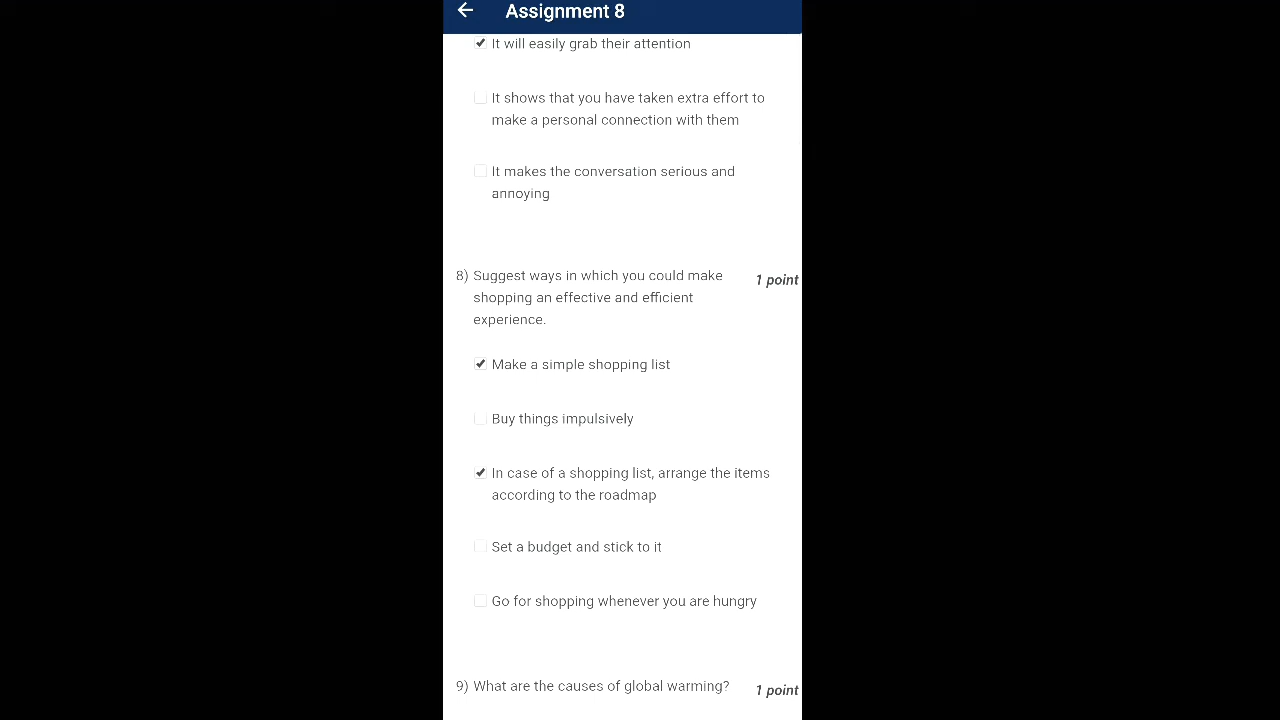 Assignment 8
It will easily grab their attention
It shows that you have taken extra effort to
make a personal connection with them
It makes the conversation serious and
annoying
8) Suggest ways in which you could make 1 point
shopping an effective and efficient
experience.
Make a simple shopping list
Buy things impulsively
In case of a shopping list, arrange the items
according to the roadmap
Set a budget and stick to it
Go for shopping whenever you are hungry
9) What are the causes of global warming? 1 point